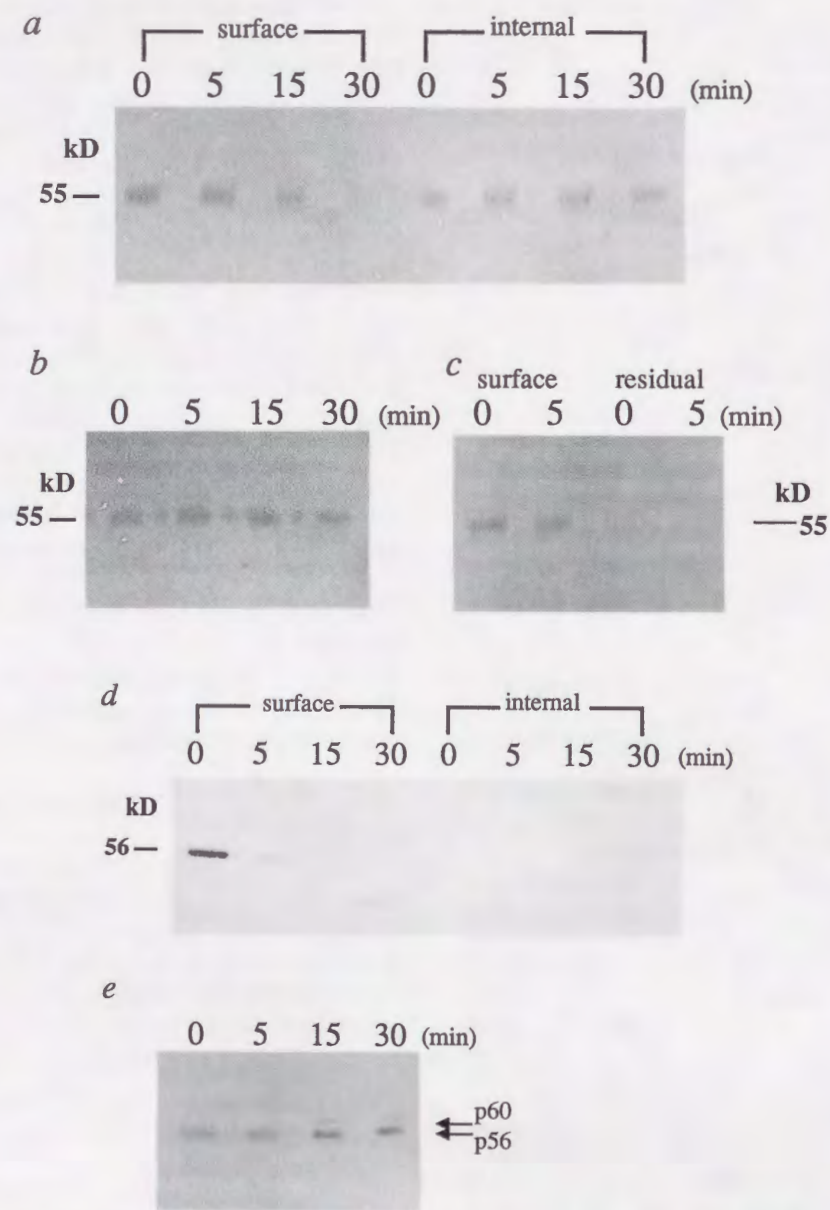 a
surface internal
0 5 15 30 0 5 15 30 (min)
kD
55
b
0 5 15 30 (min)
kD
55
c
surface residual
0 5 0 5 (min)
kD
55
d
surface internal
0 5 15 30 0 5 15 30 (min)
kD
56
e
0 5 15 30 (min)
p60
p56